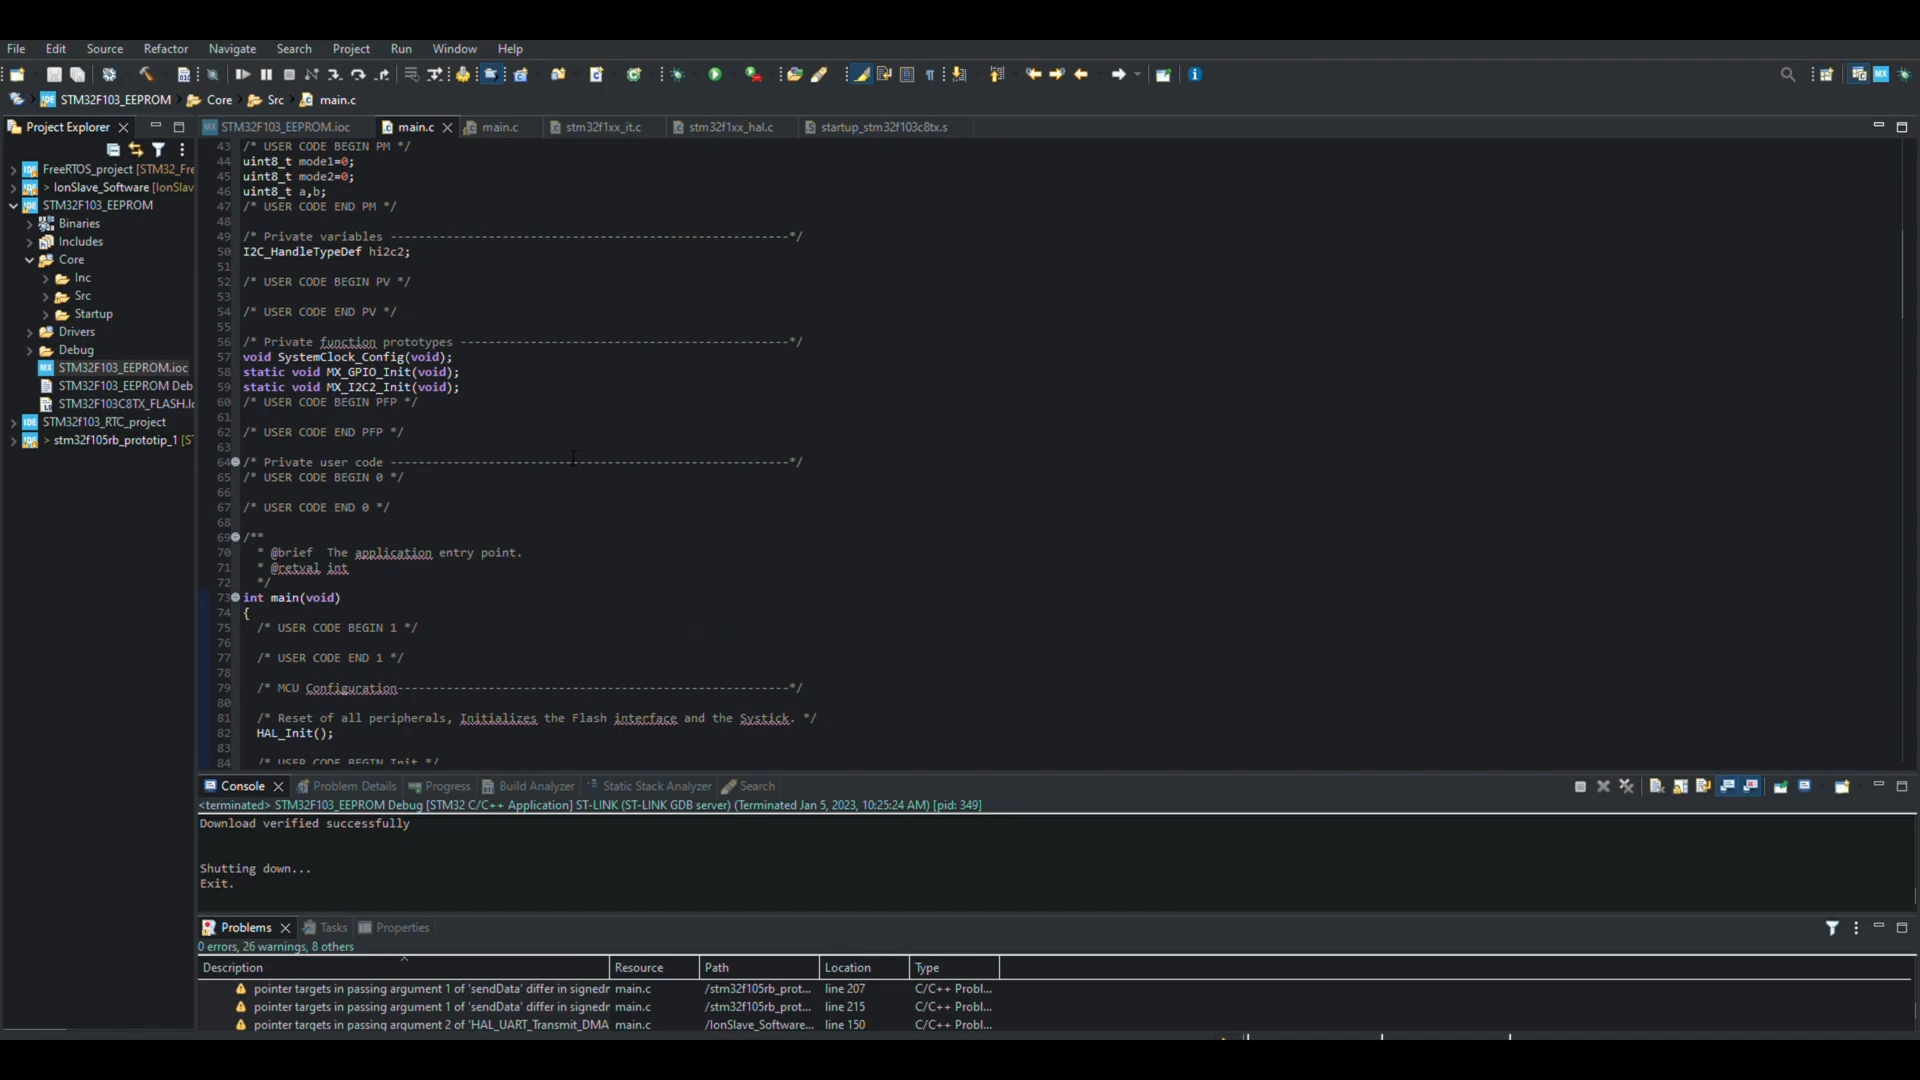 File Edit Source Refactor Navigate Search Project Run Window Help
STM32F103_EEPROM Core Src main.c
Project Explorer
STM32F103_EEPROM.ioc main.c main.c stm32f1xx_it.c stm32f1xx_hal.c startup_stm32f103c8tx.s
FreeRTOS_project [STM32_Fre
> IonSlave_Software [IonSlav
STM32F103_EEPROM
Binaries
Includes
Core
Inc
Src
Startup
Drivers
Debug
STM32F103_EEPROM.ioc
STM32F103_EEPROM Deb
STM32F103C8TX_FLASH.l
STM32f103_RTC_project
> stm32f105rb_prototip_1 [S
43 /* USER CODE BEGIN PM */
44 uint8_t mode1=0;
45 uint8_t mode2=0;
46 uint8_t a,b;
47 /* USER CODE END PM */
48
49 /* Private variables ---------------------------------------------------------*/
50 I2C_HandleTypeDef hi2c2;
51
52 /* USER CODE BEGIN PV */
53
54 /* USER CODE END PV */
55
56 /* Private function prototypes -----------------------------------------------*/
57 void SystemClock_Config(void);
58 static void MX_GPIO_Init(void);
59 static void MX_I2C2_Init(void);
60 /* USER CODE BEGIN PFP */
61
62 /* USER CODE END PFP */
63
64 /* Private user code ---------------------------------------------------------*/
65 /* USER CODE BEGIN 0 */
66
67 /* USER CODE END 0 */
68
69 /**
70 * @brief The application entry point.
71 * @retval int
72 */
73 int main(void)
74 {
75 /* USER CODE BEGIN 1 */
76
77 /* USER CODE END 1 */
78
79 /* MCU Configuration--------------------------------------------------------*/
80
81 /* Reset of all peripherals, Initializes the Flash interface and the Systick. */
82 HAL_Init();
83
84 /* USER CODE BEGIN Init */
Console Problem Details Progress Build Analyzer Static Stack Analyzer Search
<terminated> STM32F103_EEPROM Debug [STM32 C/C++ Application] ST-LINK (ST-LINK GDB server) (Terminated Jan 5, 2023, 10:25:24 AM) [pid: 349]
Download verified successfully
Shutting down...
Exit.
Problems Tasks Properties
0 errors, 26 warnings, 8 others
Description Resource Path Location Type
pointer targets in passing argument 1 of 'sendData' differ in signedr main.c /stm32f105rb_prot... line 207 C/C++ Probl...
pointer targets in passing argument 1 of 'sendData' differ in signedr main.c /stm32f105rb_prot... line 215 C/C++ Probl...
pointer targets in passing argument 2 of 'HAL_UART_Transmit_DMA main.c /IonSlave_Software... line 150 C/C++ Probl...